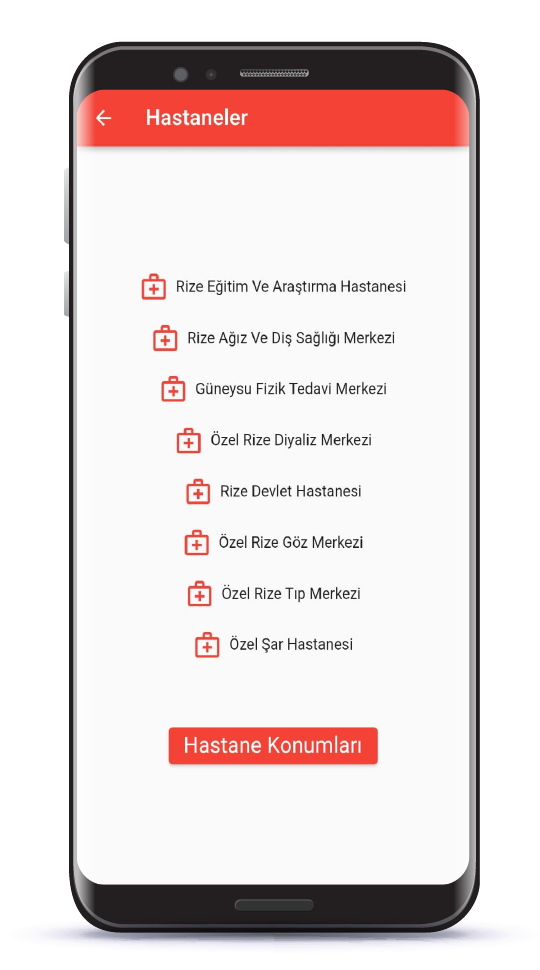 Hastaneler
Rize Eğitim Ve Araştırma Hastanesi
Rize Ağız Ve Diş Sağlığı Merkezi
Güneysu Fizik Tedavi Merkezi
Özel Rize Diyaliz Merkezi
Rize Devlet Hastanesi
Özel Rize Göz Merkezi
Özel Rize Tıp Merkezi
Özel Şar Hastanesi
Hastane Konumları